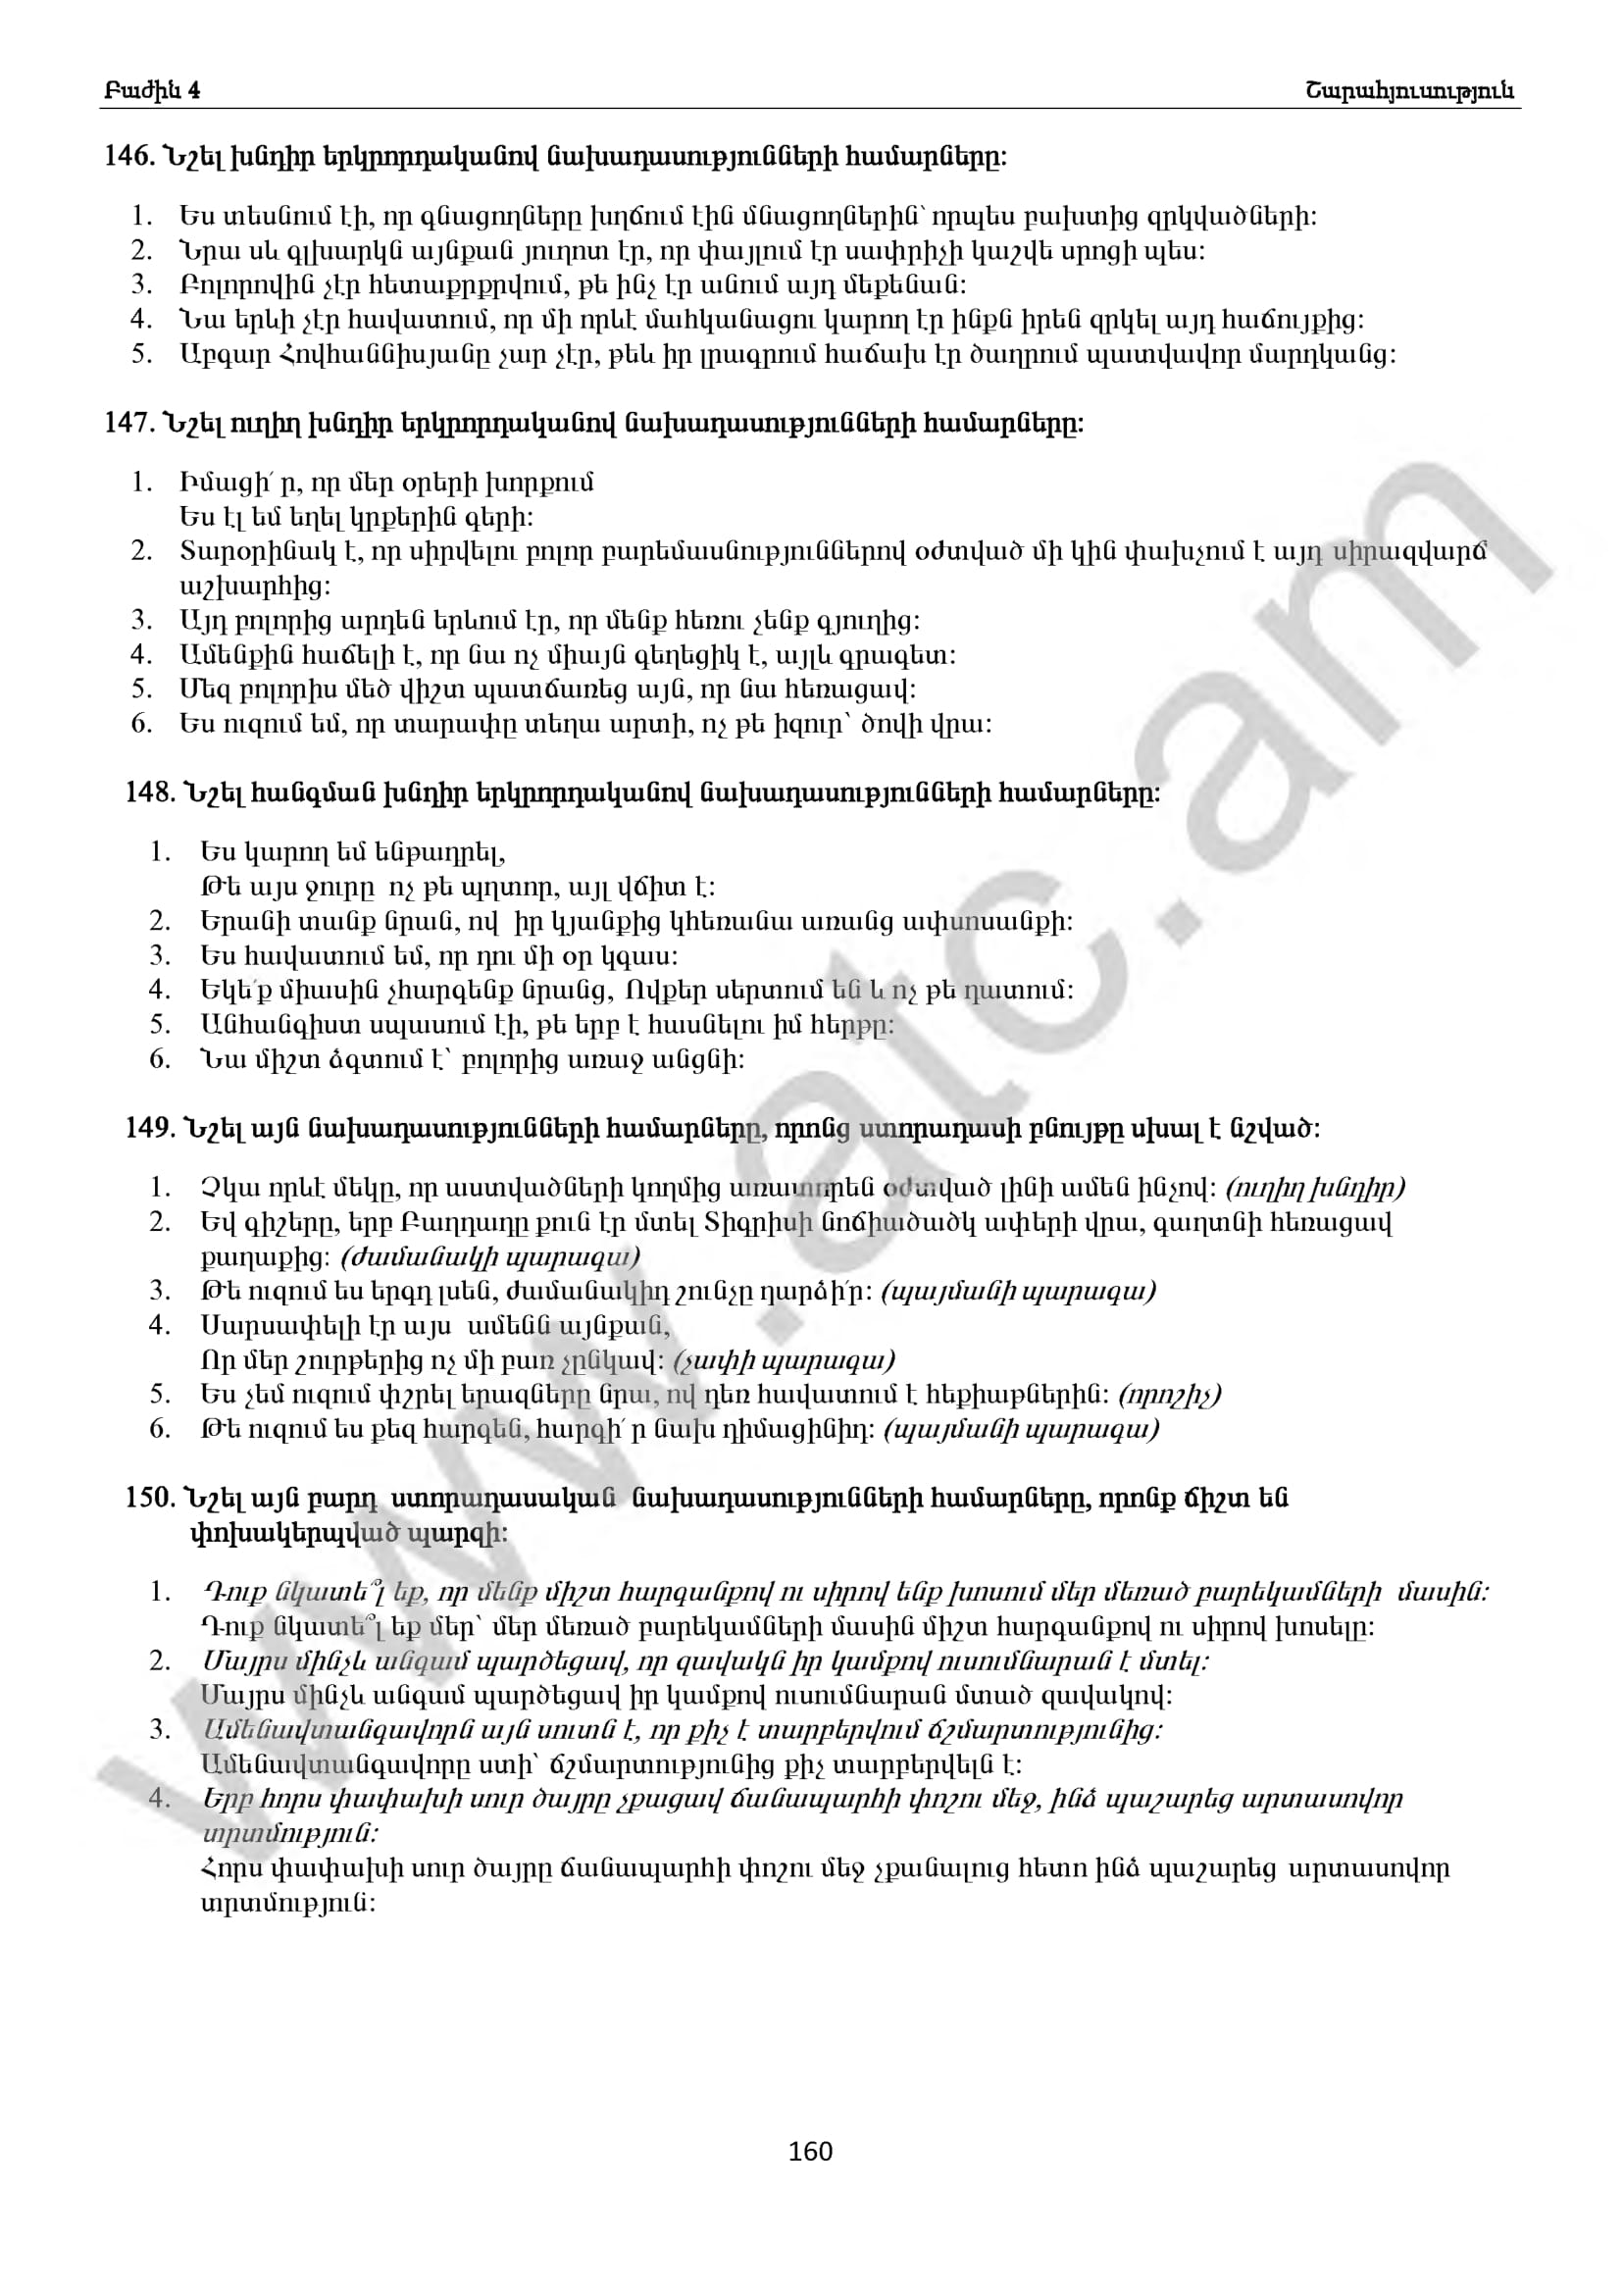 Բաժին 4 Շարահյուսություն
146. Նշել խնդիր երկրորդականով նախադասությունների համարները:
1. Ես տեսնում էի, որ գնացողները խղճում էին մնացողներին՝ որպես բախտից զրկվածների:
2. Նրա սև գլխարկն այնքան յուղոտ էր, որ փայլում էր սափրիչի կաշվե սրոցի պես:
3. Բոլորովին չէր հետաքրքրվում, թե ինչ էր անում այդ մեքենան:
4. Նա երևի չէր հավատում, որ մի որևէ մահկանացու կարող էր ինքն իրեն զրկել այդ հաճույքից:
5. Աբգար Հովհաննիսյանը չար չէր, թեև իր լրագրում հաճախ էր ծաղրում պատվավոր մարդկանց:
147. Նշել ուղիղ խնդիր երկրորդականով նախադասությունների համարները:
1. Իմացի՛ ր, որ մեր օրերի խորքում
Ես էլ եմ եղել կրքերին գերի:
2. Տարօրինակ է, որ սիրվելու բոլոր բարեմասնություններով օժտված մի կին փախչում է այդ սիրազվարճ
աշխարհից:
3. Այդ բոլորից արդեն երևում էր, որ մենք հեռու չենք գյուղից:
4. Ամենքին հաճելի է, որ նա ոչ միայն գեղեցիկ է, այլև գրագետ:
5. Մեզ բոլորիս մեծ վիշտ պատճառեց այն, որ նա հեռացավ:
6. Ես ուզում եմ, որ տարափը տեղա արտի, ոչ թե իզուր՝ ծովի վրա:
148. Նշել հանգման խնդիր երկրորդականով նախադասությունների համարները:
1. Ես կարող եմ ենթադրել,
Թե այս ջուրը ոչ թե պղտոր, այլ վճիտ է:
2. Երանի տանք նրան, ով իր կյանքից կհեռանա առանց ափսոսանքի:
3. Ես հավատում եմ, որ դու մի օր կգաս:
4. Եկե՛ք միասին չհարգենք նրանց, Ովքեր սերտում են և ոչ թե դատում:
5. Անհանգիստ սպասում էի, թե երբ է հասնելու իմ հերթը:
6. Նա միշտ ձգտում է՝ բոլորից առաջ անցնի:
149. Նշել այն նախադասությունների համարները, որոնց ստորադասի բնույթը սխալ է նշված:
1. Չկա որևէ մեկը, որ աստվածների կողմից առատորեն օժտված լինի ամեն ինչով: (ուղիղ խնդիր)
2. Եվ գիշերը, երբ Բաղդադը քուն էր մտել Տիգրիսի նոճիածածկ ափերի վրա, գաղտնի հեռացավ
քաղաքից: (ժամանակի պարագա)
3. Թե ուզում ես երգդ լսեն, ժամանակիդ շունչը դարձի՛ր: (պայմանի պարագա)
4. Սարսափելի էր այս ամենն այնքան,
Որ մեր շուրթերից ոչ մի բառ չընկավ: (չափի պարագա)
5. Ես չեմ ուզում փշրել երազները նրա, ով դեռ հավատում է հեքիաթներին: (որոշիչ)
6. Թե ուզում ես քեզ հարգեն, հարգի՛ ր նախ դիմացինիդ: (պայմանի պարագա)
150. Նշել այն բարդ ստորադասական նախադասությունների համարները, որոնք ճիշտ են
փոխակերպված պարզի:
1. Դուք նկատե՞լ եք, որ մենք միշտ հարգանքով ու սիրով ենք խոսում մեր մեռած բարեկամների մասին:
Դուք նկատե՞լ եք մեր՝ մեր մեռած բարեկամների մասին միշտ հարգանքով ու սիրով խոսելը:
2. Մայրս մինչև անգամ պարծեցավ, որ զավակն իր կամքով ուսումնարան է մտել:
Մայրս մինչև անգամ պարծեցավ իր կամքով ուսումնարան մտած զավակով:
3. Ամենավտանգավորն այն սուտն է, որ քիչ է տարբերվում ճշմարտությունից:
Ամենավտանգավորը ստի՝ ճշմարտությունից քիչ տարբերվելն է:
4. Երբ հորս փափախի սուր ծայրը չքացավ ճանապարհի փոշու մեջ, ինձ պաշարեց արտասովոր
տրտմություն:
Հորս փափախի սուր ծայրը ճանապարհի փոշու մեջ չքանալուց հետո ինձ պաշարեց արտասովոր
տրտմություն:
160
www.atc.am